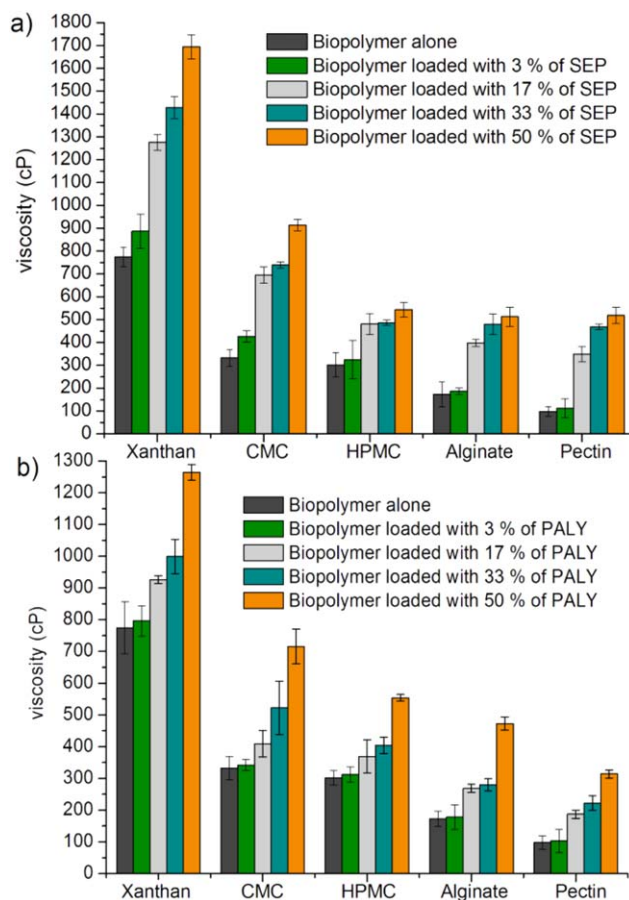 a)
1800
1700
1600
1500
1400
1300
1200
1100
1000
900
800
700
600
500
400
300
200
100
0
viscosity (cP)
Biopolymer alone
Biopolymer loaded with 3 % of SEP
Biopolymer loaded with 17 % of SEP
Biopolymer loaded with 33 % of SEP
Biopolymer loaded with 50 % of SEP
Xanthan CMC HPMC Alginate Pectin
b)
1300
1200
1100
1000
900
800
700
600
500
400
300
200
100
0
viscosity (cP)
Biopolymer alone
Biopolymer loaded with 3 % of PALY
Biopolymer loaded with 17 % of PALY
Biopolymer loaded with 33 % of PALY
Biopolymer loaded with 50 % of PALY
Xanthan CMC HPMC Alginate Pectin